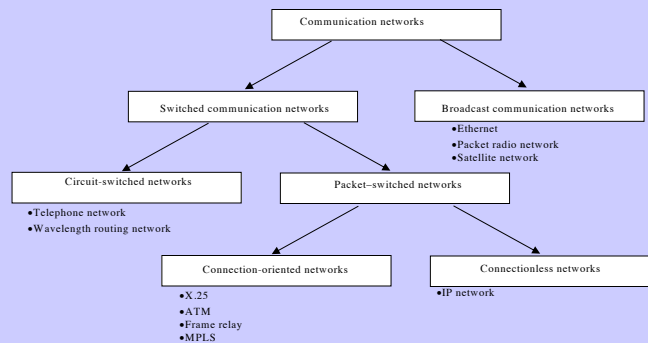 Communication networks
Switched communication networks
Broadcast communication networks
•Ethernet
•Packet radio network
•Satellite network
Circuit-switched networks
•Telephone network
•Wavelength routing network
Packet–switched networks
Connection-oriented networks
•X.25
•ATM
•Frame relay
•MPLS
Connectionless networks
•IP network